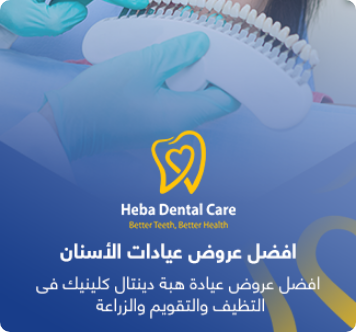 Heba Dental Care
Better Teeth, Better Health
افضل عروض عيادات الأسنان
افضل عروض عيادة هبة دينتال كلينيك فى
التظيف والتقويم والزراعة